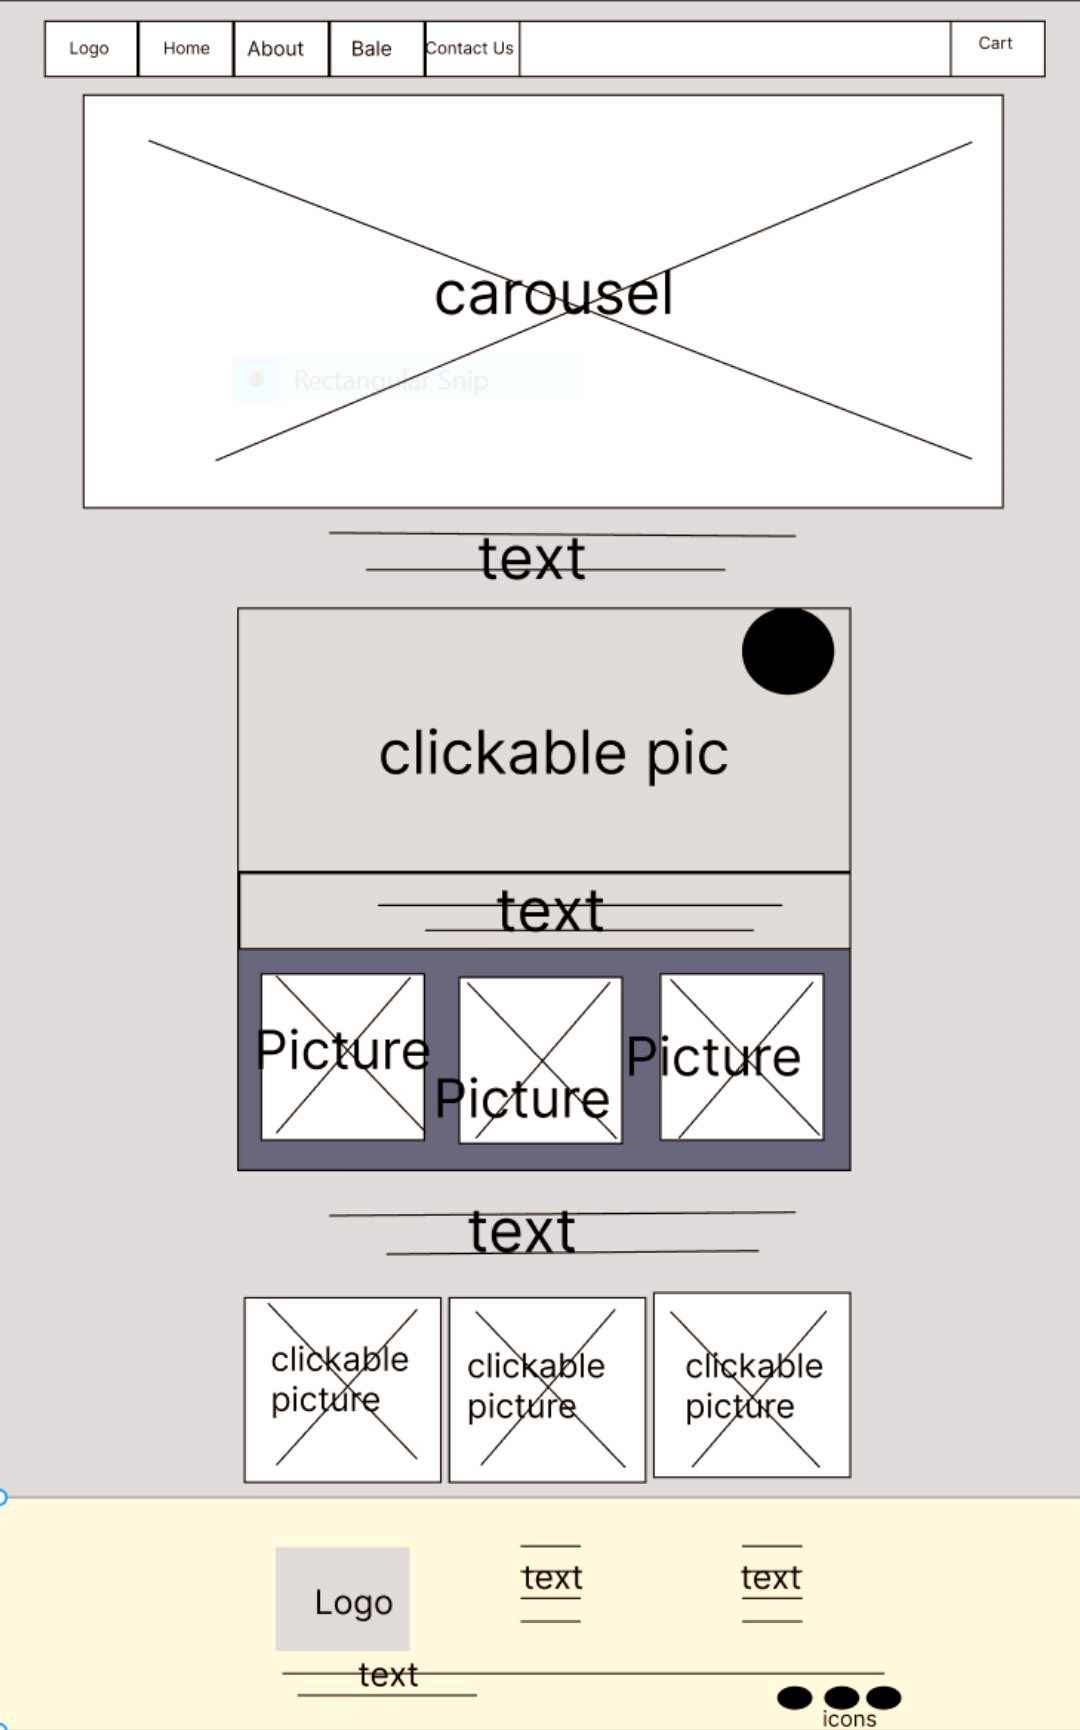 Logo
Home
About
Bale
Contact Us
Cart
carousel
Rectangular Snip
text
clickable pic
text
Picture
Picture
Picture
text
clickable
picture
clickable
picture
clickable
picture
Logo
text
text
text
icons